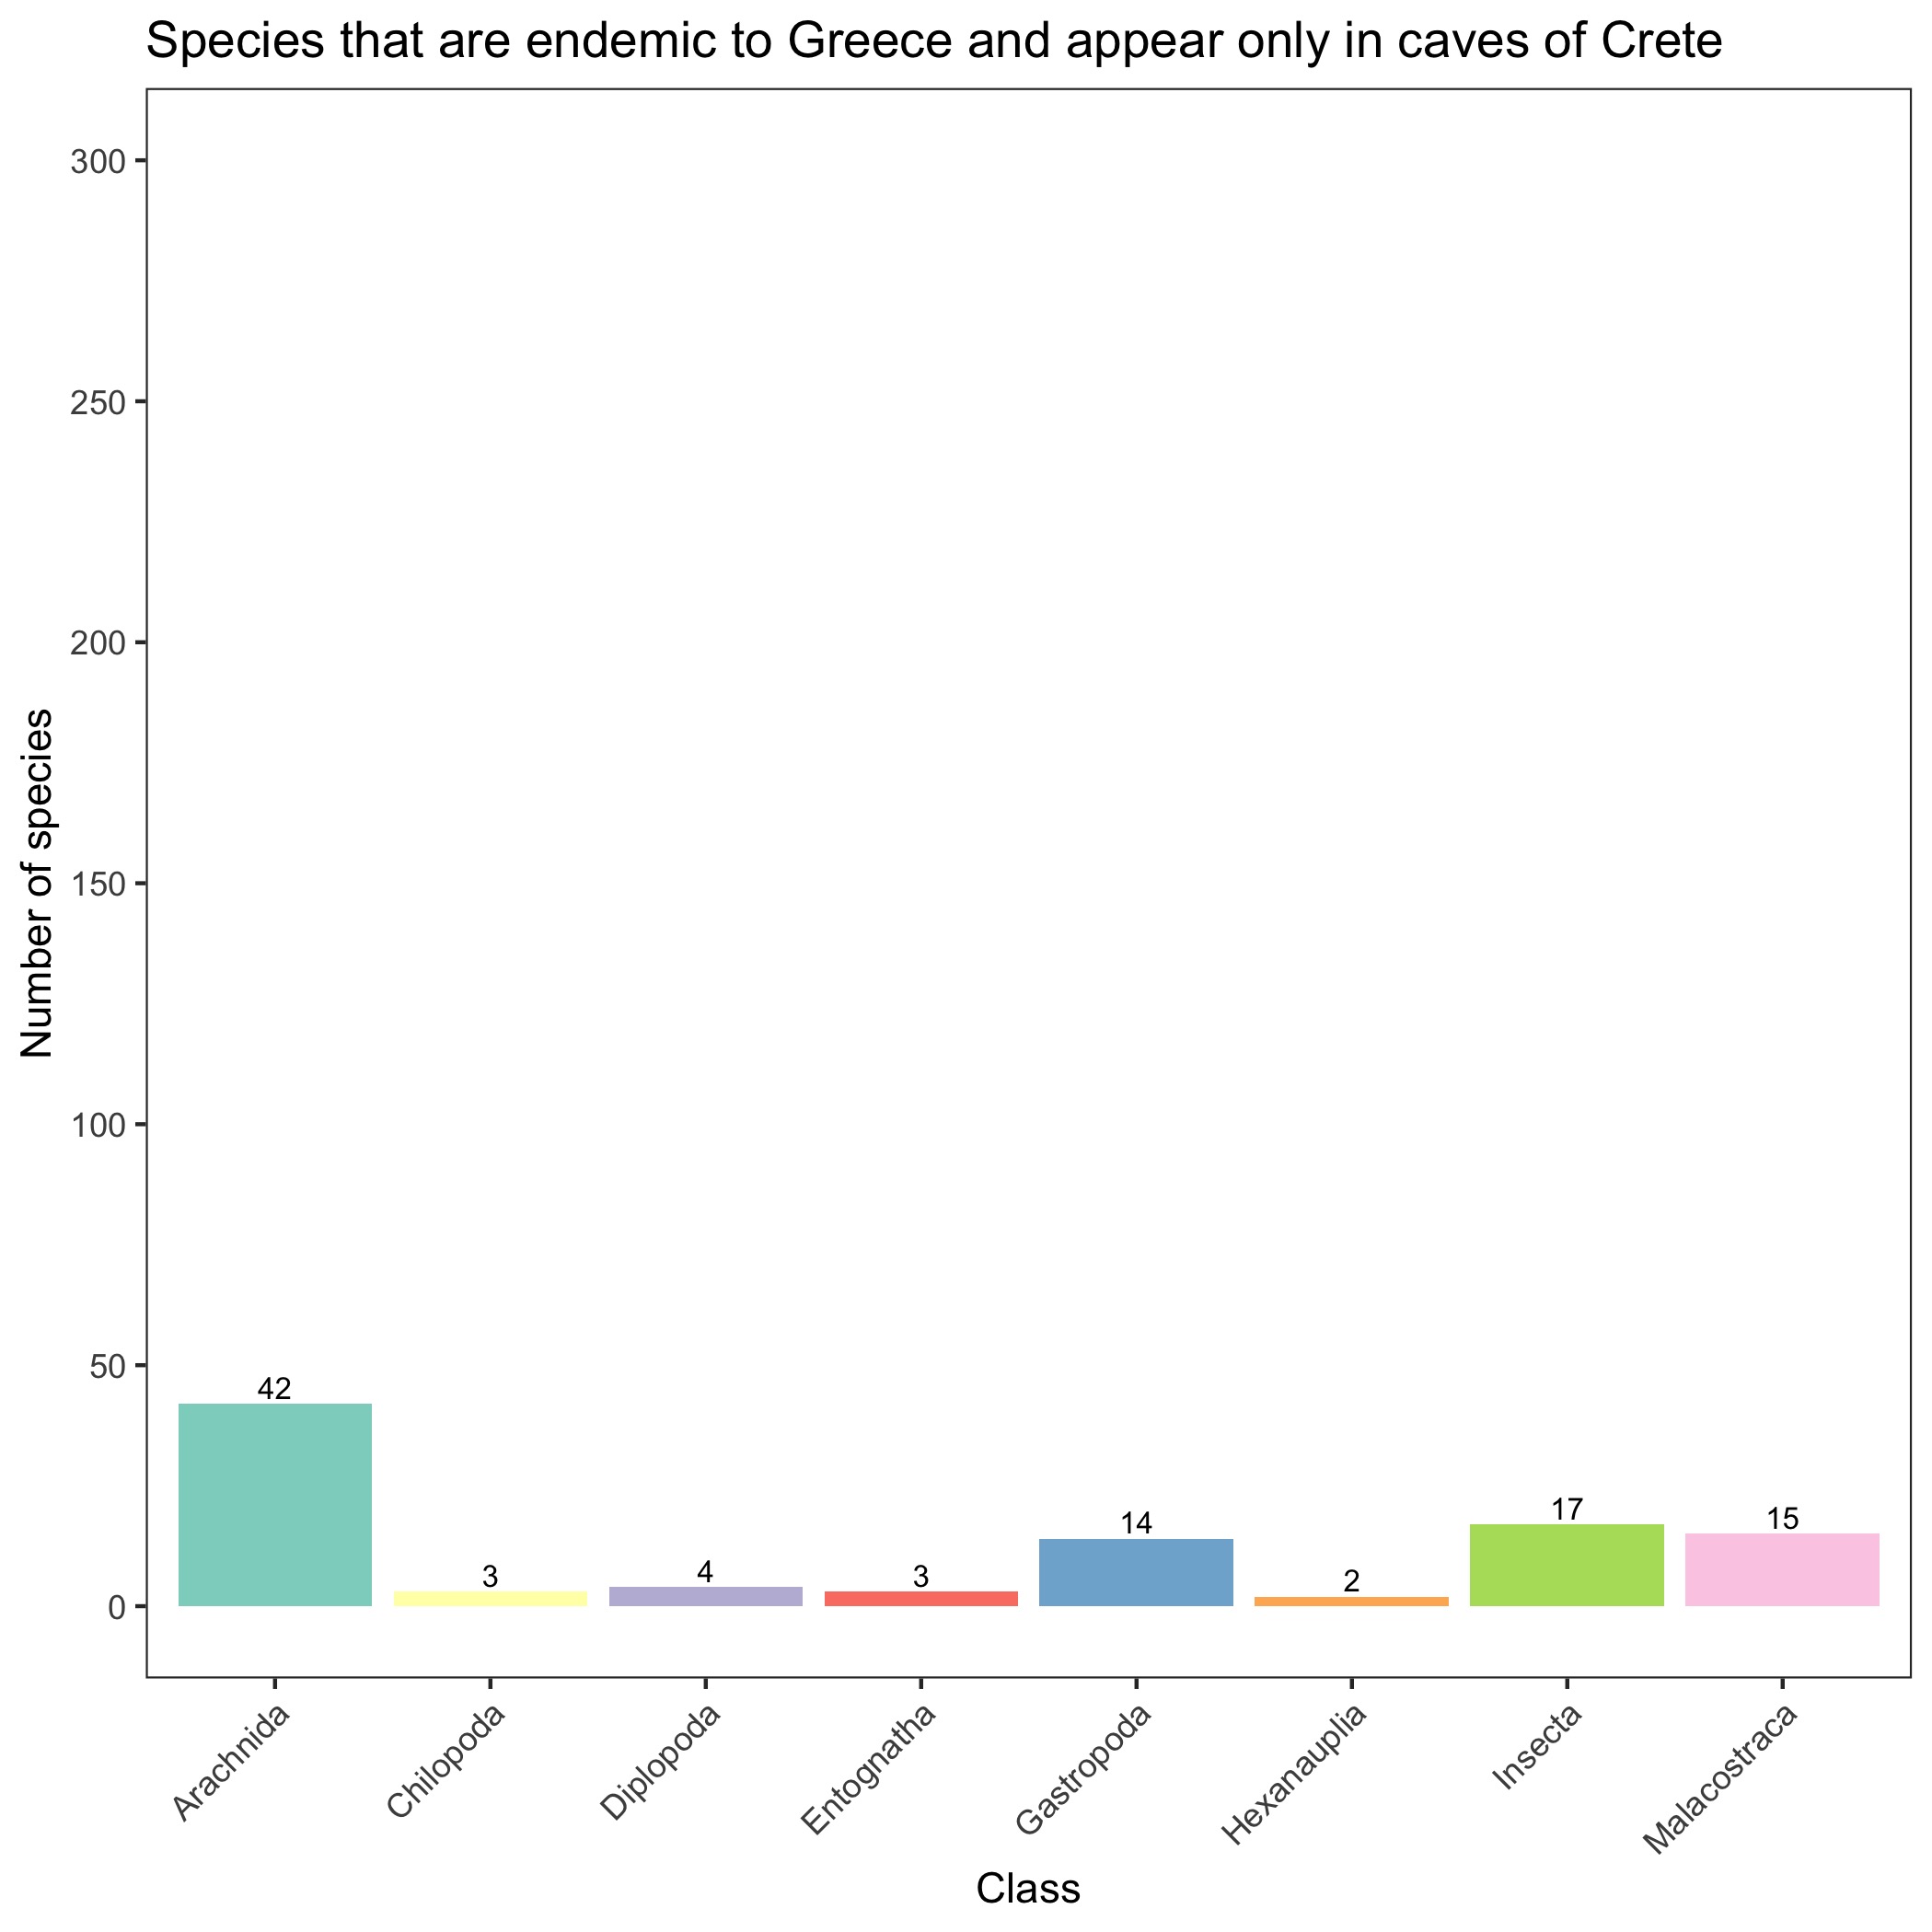 Species that are endemic to Greece and appear only in caves of Crete
Number of species
300
250
200
150
100
50
0
42
3
4
3
14
2
17
15
Arachnida
Chilopoda
Diplopoda
Entognatha
Gastropoda
Hexanauplia
Insecta
Malacostraca
Class